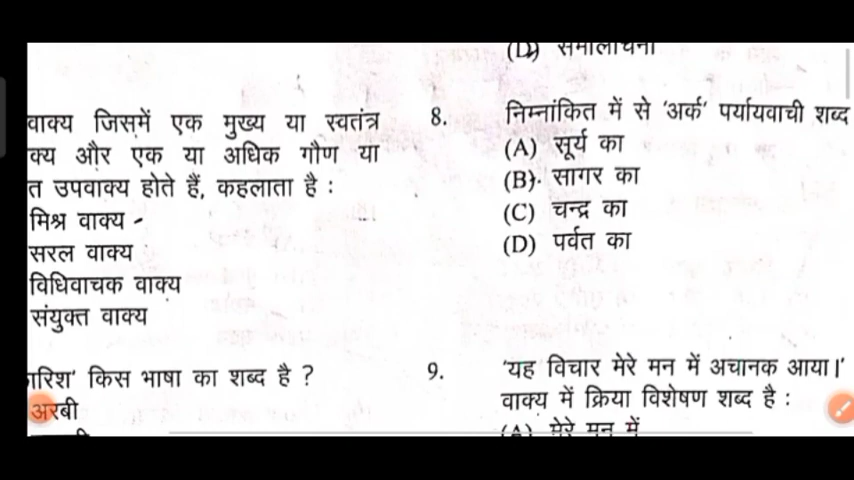 वाक्य जिसमें एक मुख्य या स्वतंत्र
क्य और एक या अधिक गौण या
त उपवाक्य होते हैं, कहलाता है :
मिश्र वाक्य
सरल वाक्य
विधिवाचक वाक्य
संयुक्त वाक्य
किस भाषा का शब्द है ?
अरबी
(D) समालोचना
8. निम्नांकित में से 'अर्क' पर्यायवाची शब्द
(A) सूर्य का
(B) सागर का
(C) चन्द्र का
(D) पर्वत का
9. 'यह विचार मेरे मन में अचानक आया।'
वाक्य में क्रिया विशेषण शब्द है :
(A) मेरे मन में